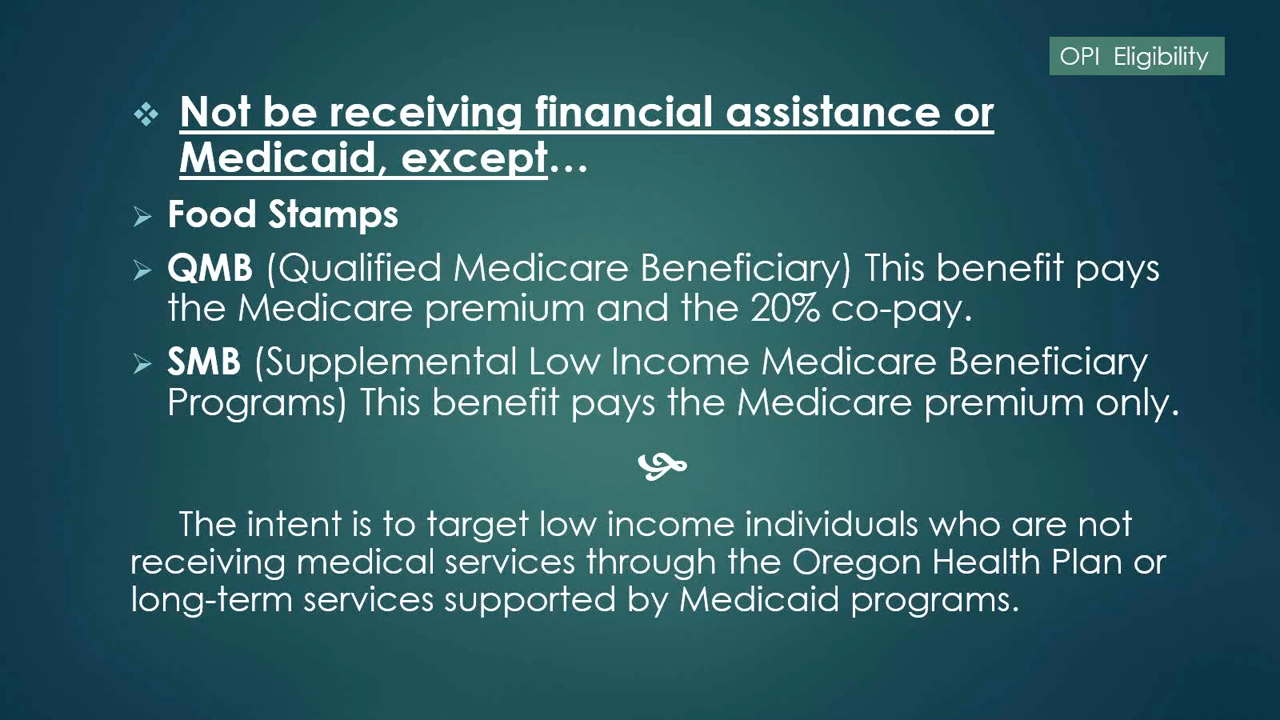 OPI Eligibility
Not be receiving financial assistance or
Medicaid, except…
Food Stamps
QMB (Qualified Medicare Beneficiary) This benefit pays
the Medicare premium and the 20% co-pay.
SMB (Supplemental Low Income Medicare Beneficiary
Programs) This benefit pays the Medicare premium only.
The intent is to target low income individuals who are not
receiving medical services through the Oregon Health Plan or
long-term services supported by Medicaid programs.